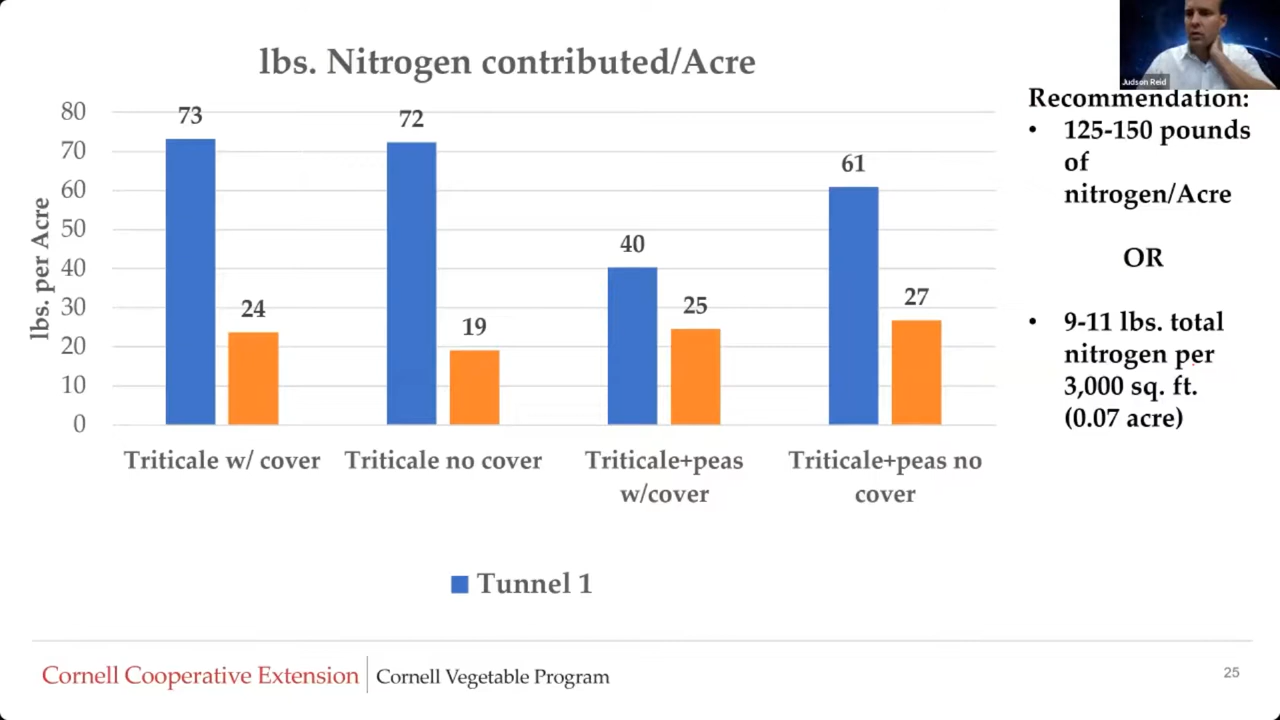 lbs. Nitrogen contributed/Acre
Judson Reid
lbs. per Acre
80
70
60
50
40
30
20
10
0
73
24
72
19
40
25
61
27
Triticale w/ cover
Triticale no cover
Triticale+peas
w/cover
Triticale+peas no
cover
Tunnel 1
Recommendation:
• 125-150 pounds
of
nitrogen/Acre
OR
• 9-11 lbs. total
nitrogen per
3,000 sq. ft.
(0.07 acre)
Cornell Cooperative Extension | Cornell Vegetable Program
25